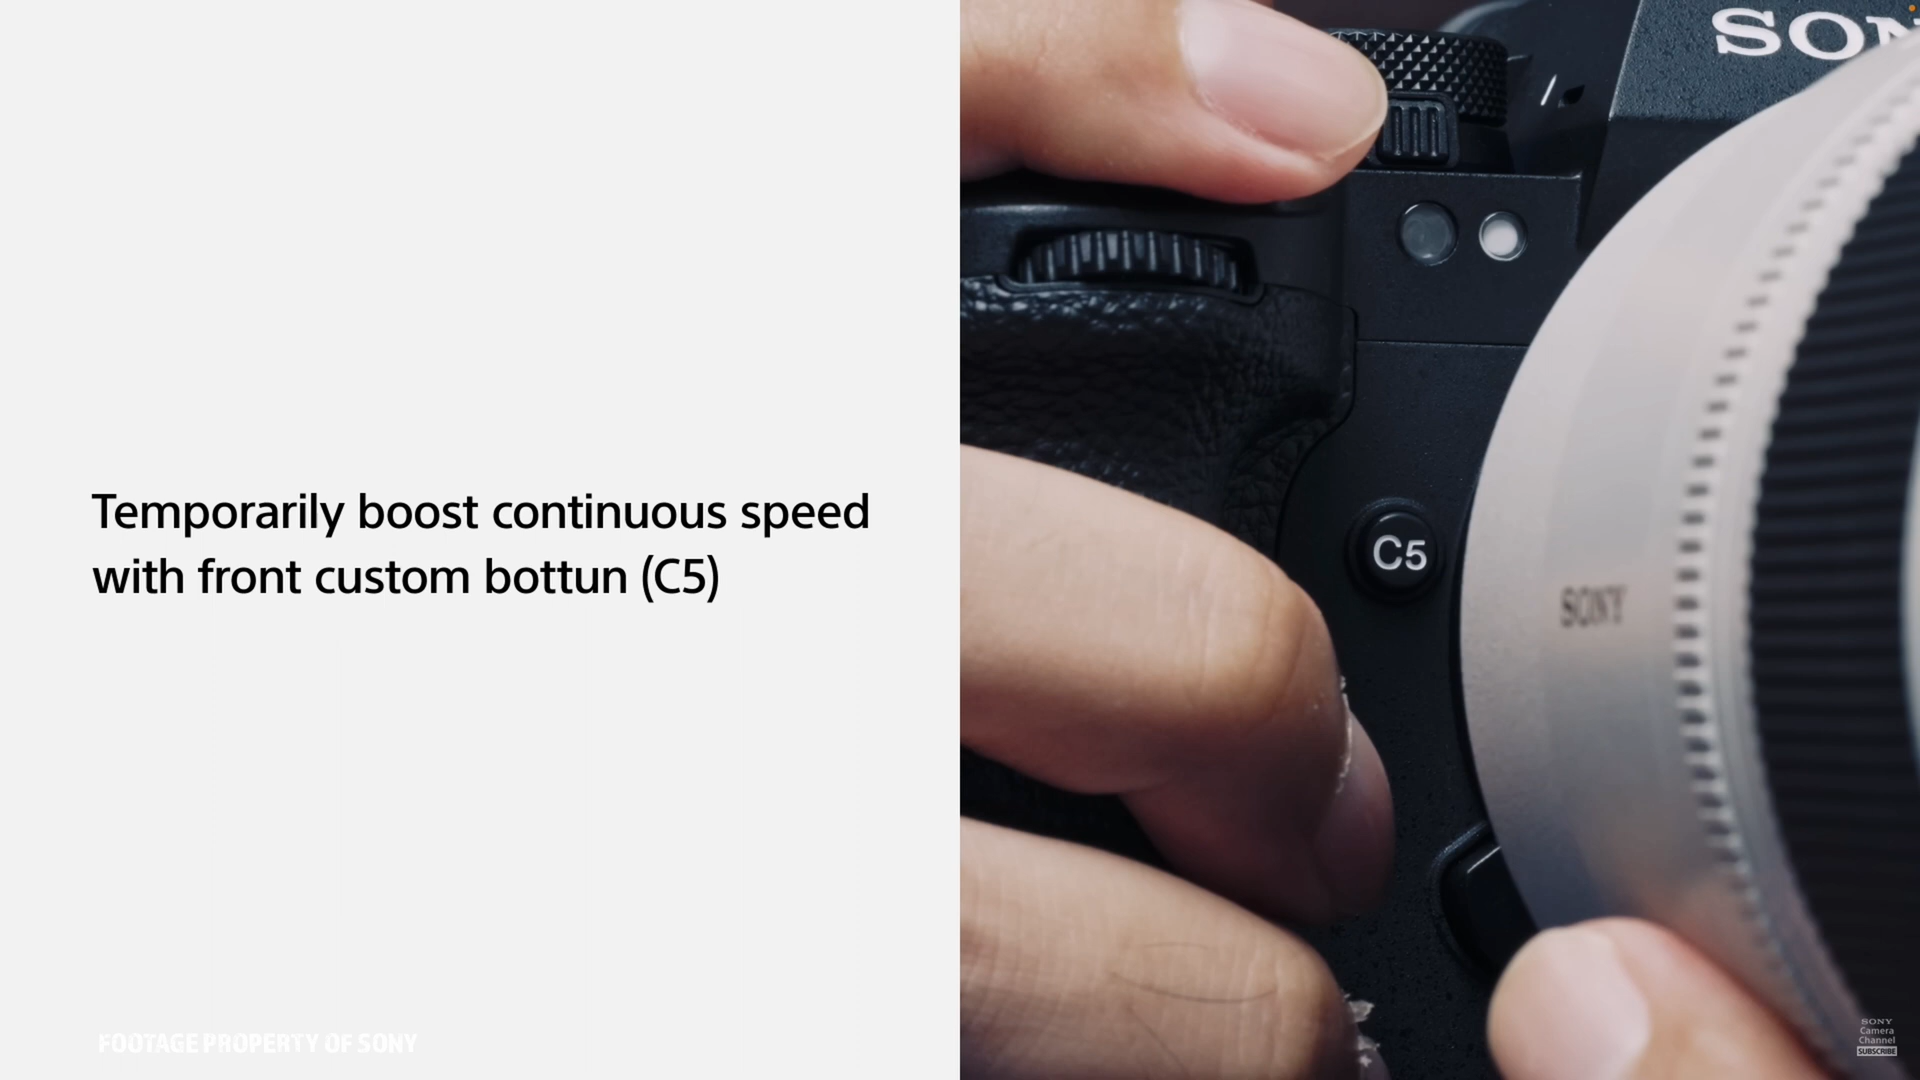 Temporarily boost continuous speed
with front custom bottun (C5)
SON
C5
SONY
FOOTAGE PROPERTY OF SONY
SONY
Camera
Channel
SUBSCRIBE